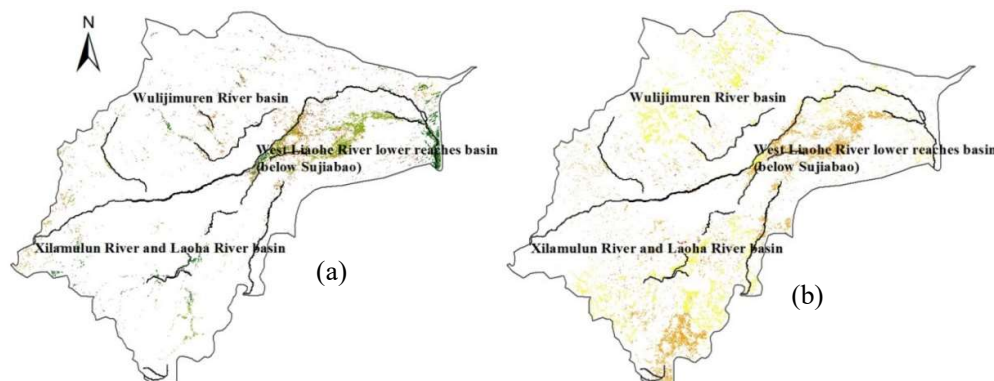 N
Wulijimuren River basin
West Liaohe River lower reaches basin
(below Sujiabao)
Xilamulun River and Laoha River basin
(a)
Wulijimuren River basin
West Liaohe River lower reaches basin
(below Sujiabao)
Xilamulun River and Laoha River basin
(b)